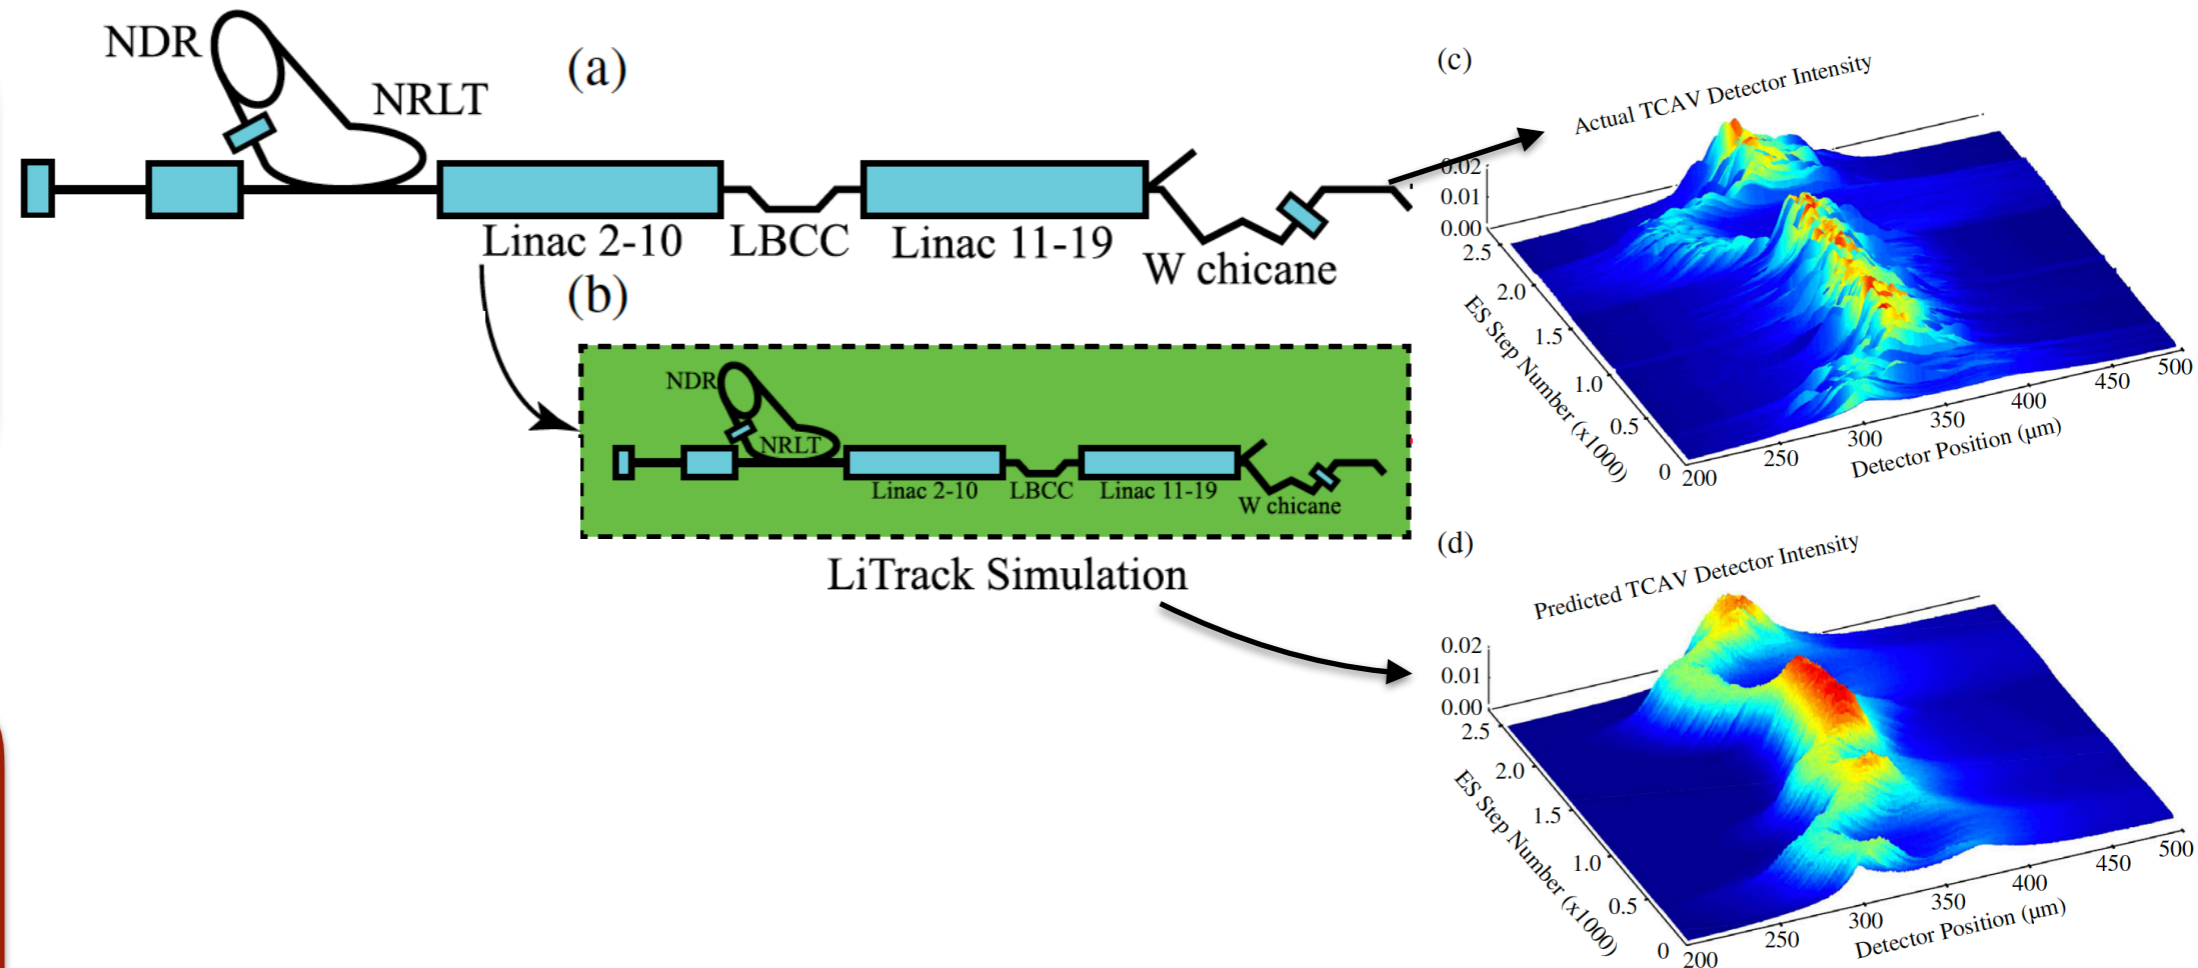 NDR
(a)
NRLT
Linac 2-10
LBCC
Linac 11-19
W chicane
(b)
NDR
NRLT
Linac 2-10
LBCC
Linac 11-19
W chicane
LiTrack Simulation
(c)
Actual TCAV Detector Intensity
0.02
0.01
0.00
2.5
2.0
1.5
1.0
0.5
0
ES Step Number (x1000)
200
250
300
350
400
450
500
Detector Position (μm)
(d)
Predicted TCAV Detector Intensity
0.02
0.01
0.00
2.5
2.0
1.5
1.0
0.5
0
ES Step Number (x1000)
200
250
300
350
400
450
500
Detector Position (μm)